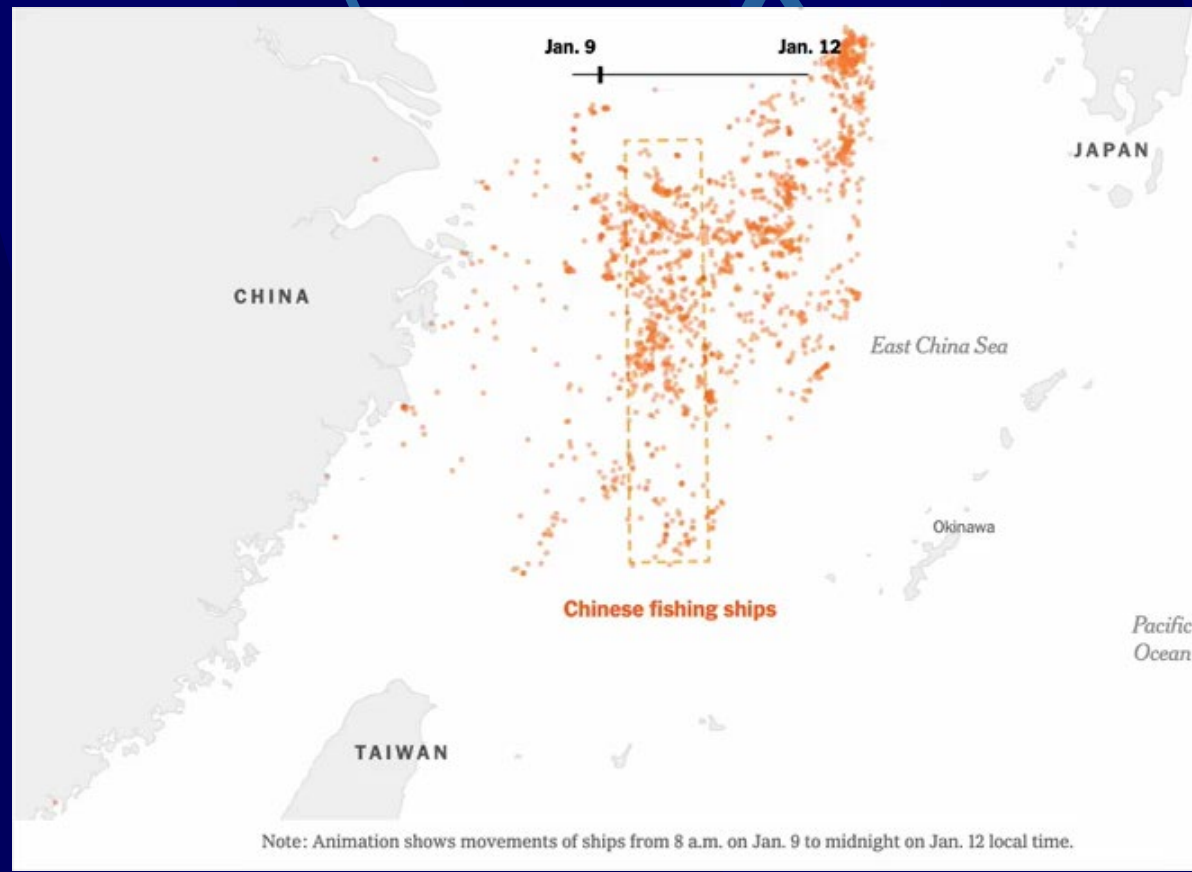 Jan. 9
Jan. 12
JAPAN
CHINA
East China Sea
Okinawa
Chinese fishing ships
Pacific
Ocean
TAIWAN
Note: Animation shows movements of ships from 8 a.m. on Jan. 9 to midnight on Jan. 12 local time.